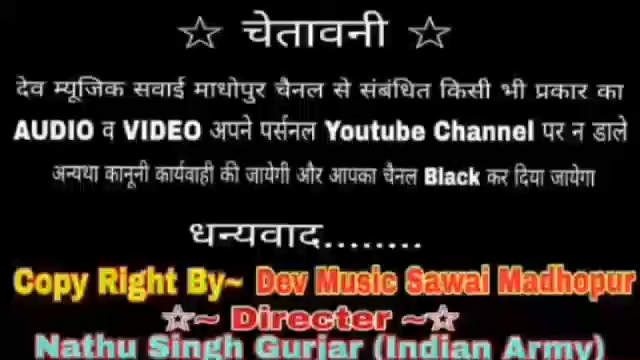 ☆ चेतावनी ☆
देव म्यूजिक सवाई माधोपुर चैनल से संबंधित किसी भी प्रकार का
AUDIO व VIDEO अपने पर्सनल Youtube Channel पर न डाले
अन्यथा कानूनी कार्यवाही की जायेगी और आपका चैनल Black कर दिया जायेगा
धन्यवाद........
Copy Right By~ Dev Music Sawai Madhopur
☆~ Directer ~☆
Nathu Singh Gurjar (Indian Army)